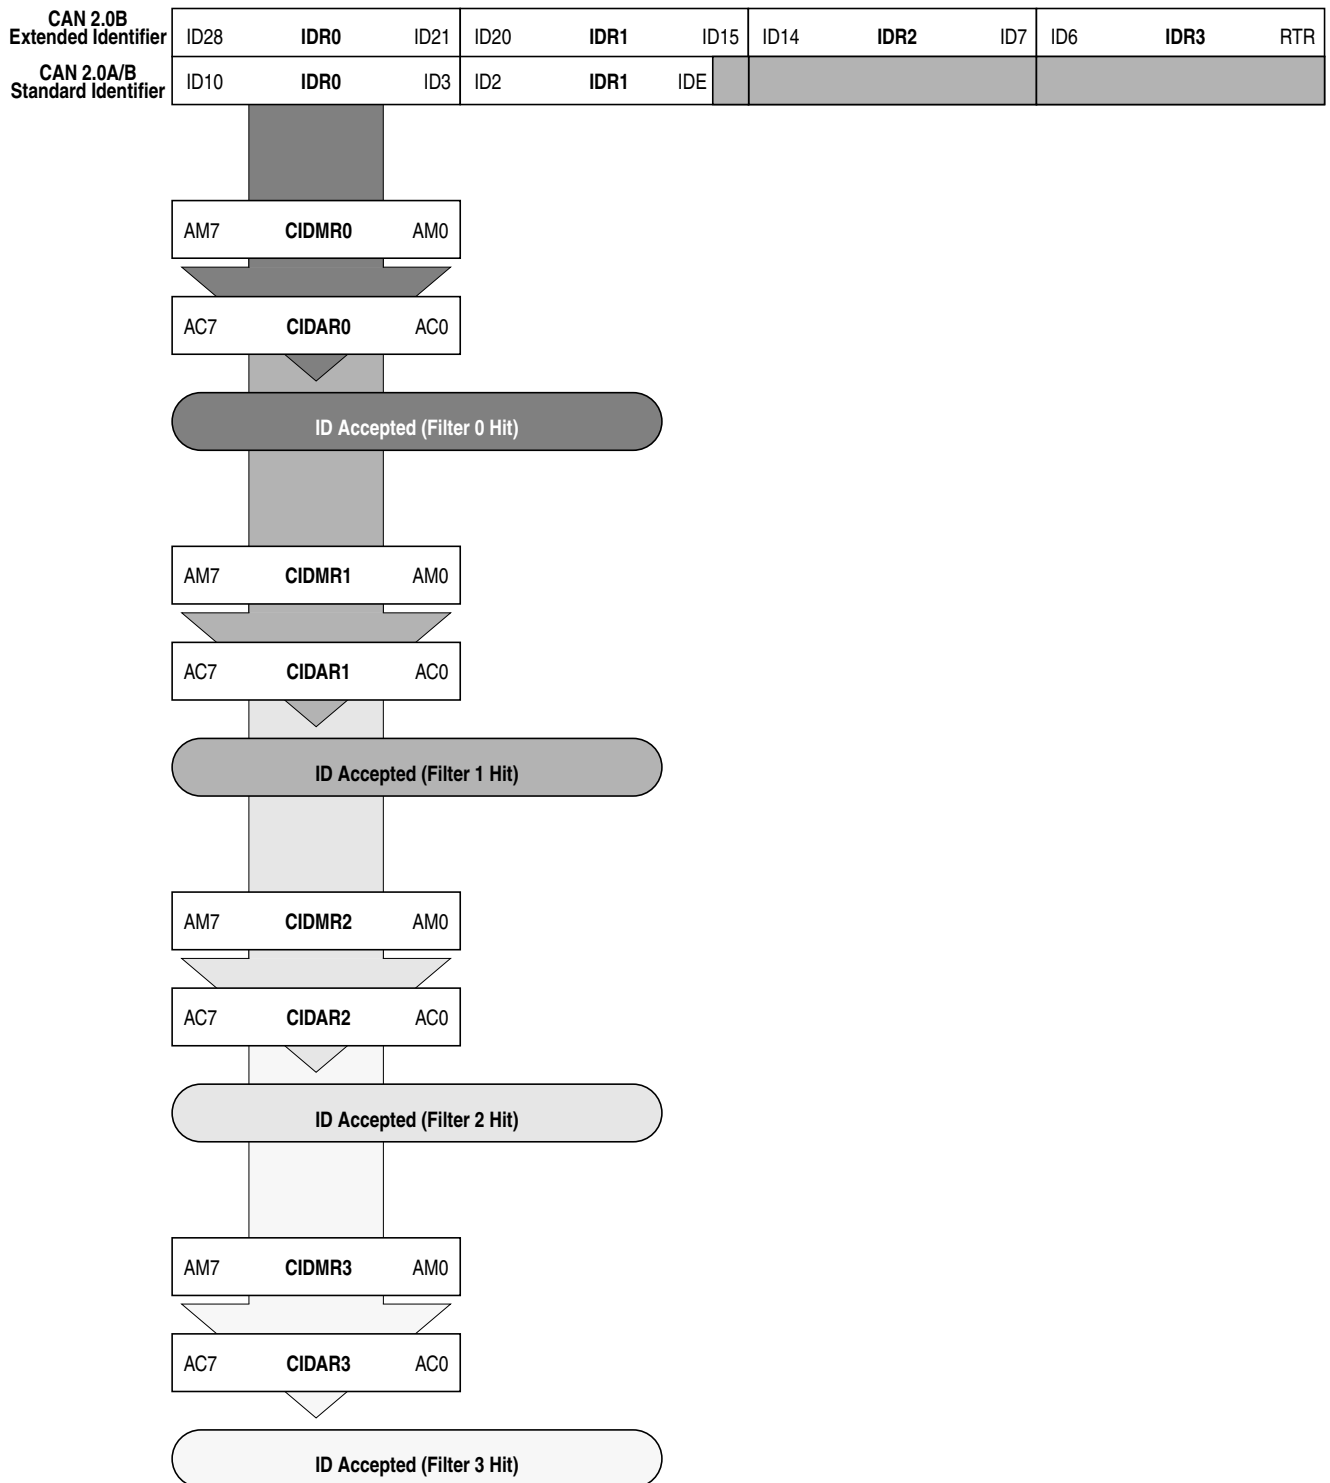 CAN 2.0B
Extended Identifier
ID28 IDR0 ID21 ID20 IDR1 ID15 ID14 IDR2 ID7 ID6 IDR3 RTR
CAN 2.0A/B
Standard Identifier
ID10 IDR0 ID3 ID2 IDR1 IDE
AM7 CIDMR0 AM0
AC7 CIDAR0 AC0
ID Accepted (Filter 0 Hit)
AM7 CIDMR1 AM0
AC7 CIDAR1 AC0
ID Accepted (Filter 1 Hit)
AM7 CIDMR2 AM0
AC7 CIDAR2 AC0
ID Accepted (Filter 2 Hit)
AM7 CIDMR3 AM0
AC7 CIDAR3 AC0
ID Accepted (Filter 3 Hit)